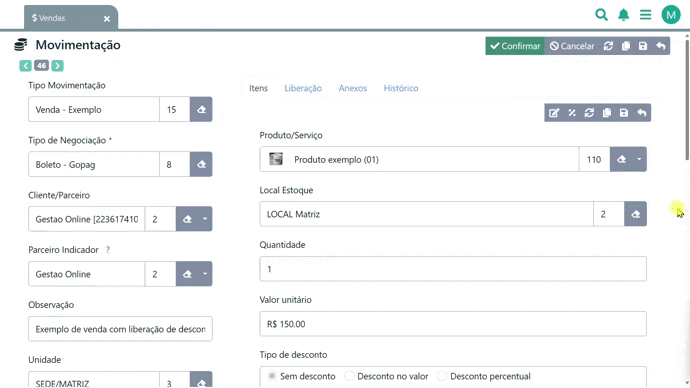 $ Vendas ×
M
Movimentação
Confirmar Cancelar
< 46 >
Tipo Movimentação
Venda - Exemplo 15
Tipo de Negociação *
Boleto - Gopag 8
Cliente/Parceiro
Gestao Online [223617410 2
Parceiro Indicador ?
Gestao Online 2
Observação
Exemplo de venda com liberação de descon
Unidade
SEDE/MATRIZ 3
Itens Liberação Anexos Histórico
Produto/Serviço
Produto exemplo (01) 110
Local Estoque
LOCAL Matriz 2
Quantidade
1
Valor unitário
R$ 150.00
Tipo de desconto
Sem desconto Desconto no valor Desconto percentual